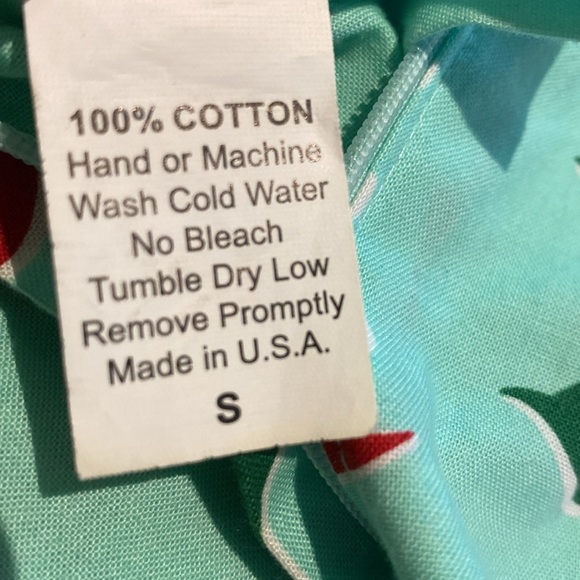 100% COTTON
Hand or Machine
Wash Cold Water
No Bleach
Tumble Dry Low
Remove Promptly
Made in U.S.A.
S